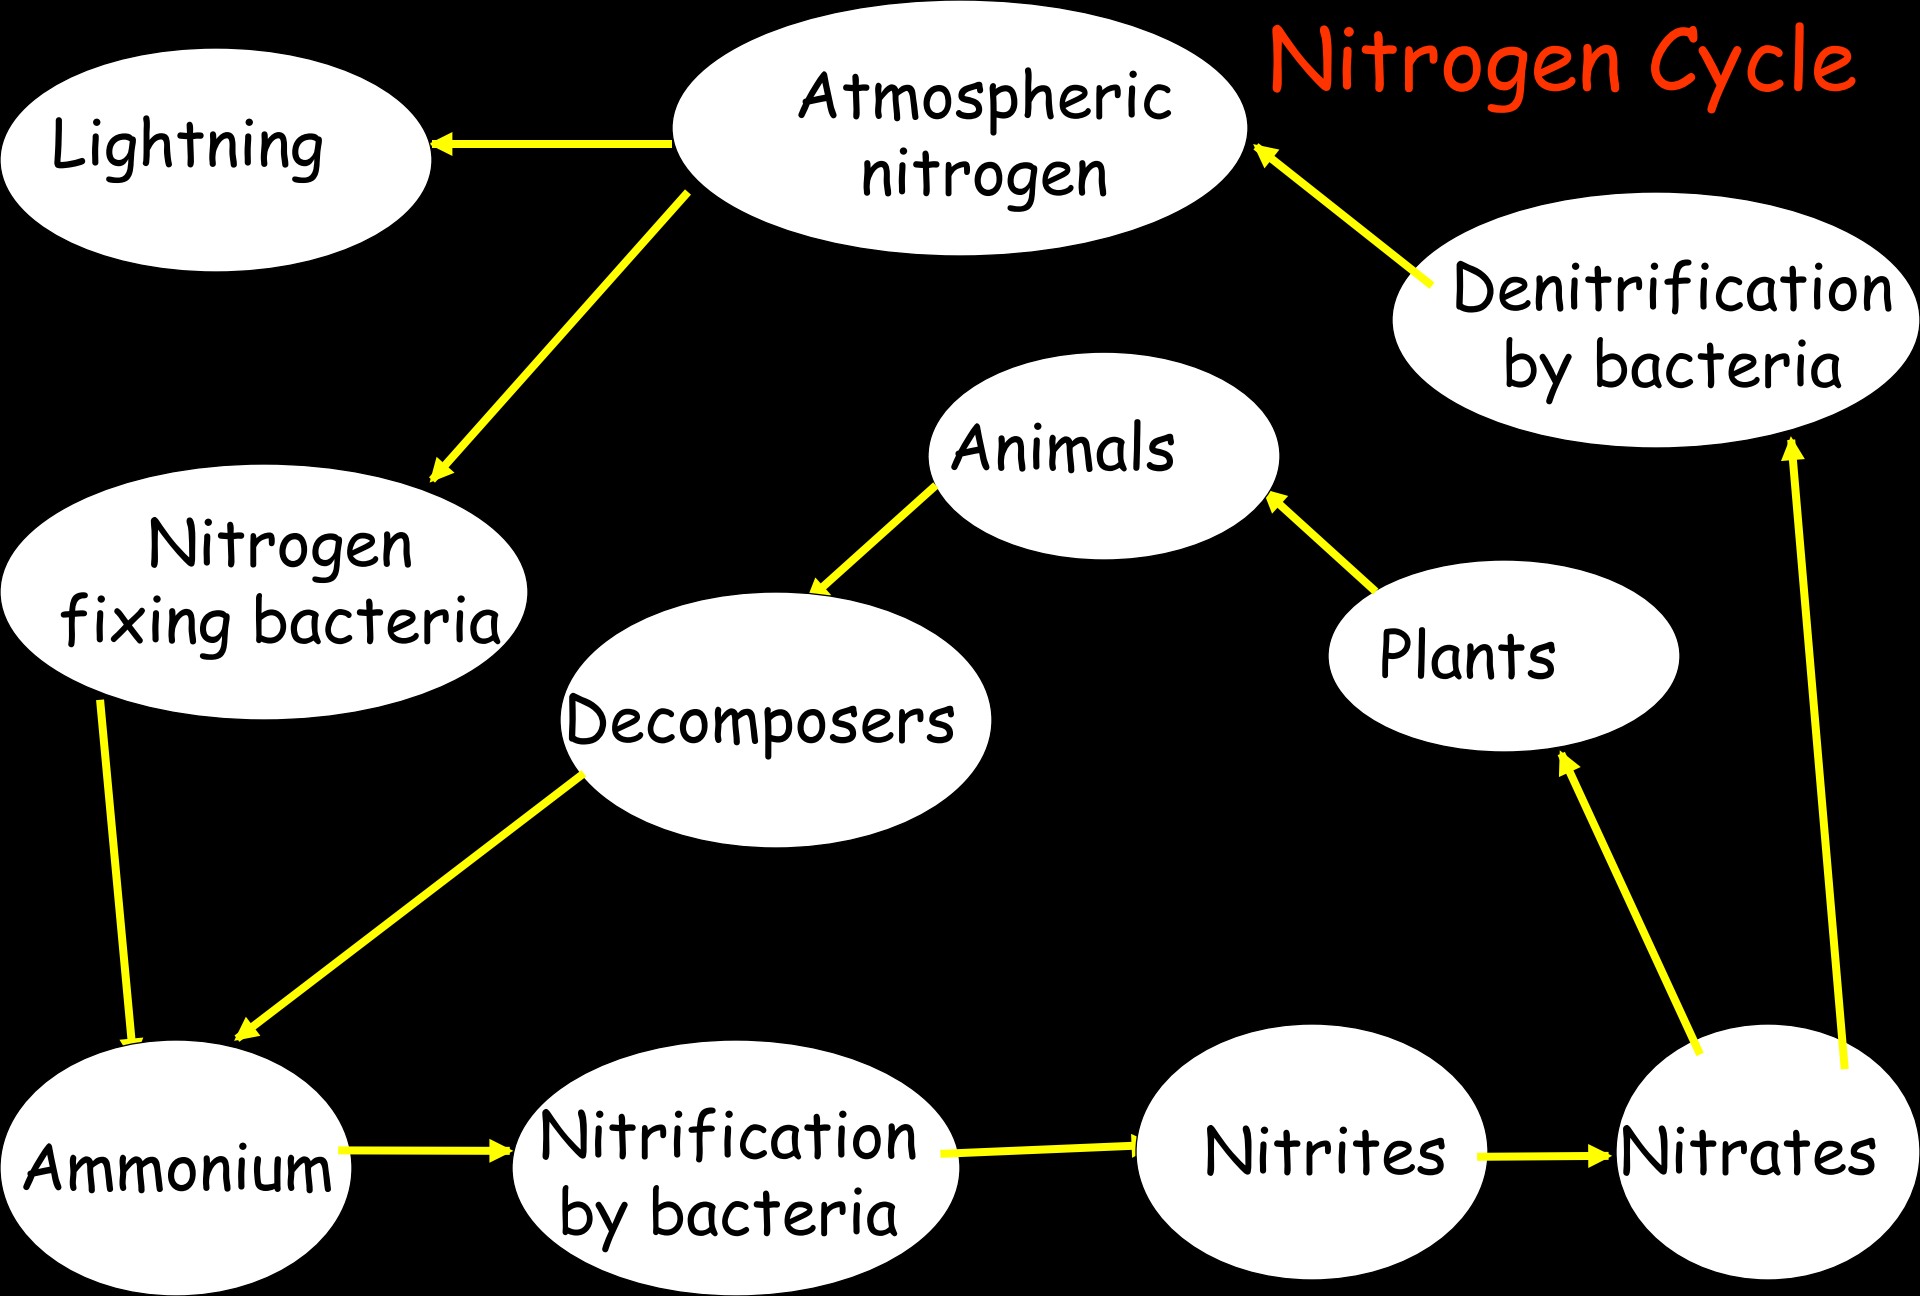 Nitrogen Cycle
Lightning
Atmospheric
nitrogen
Denitrification
by bacteria
Animals
Nitrogen
fixing bacteria
Plants
Decomposers
Ammonium
Nitrification
by bacteria
Nitrites
Nitrates